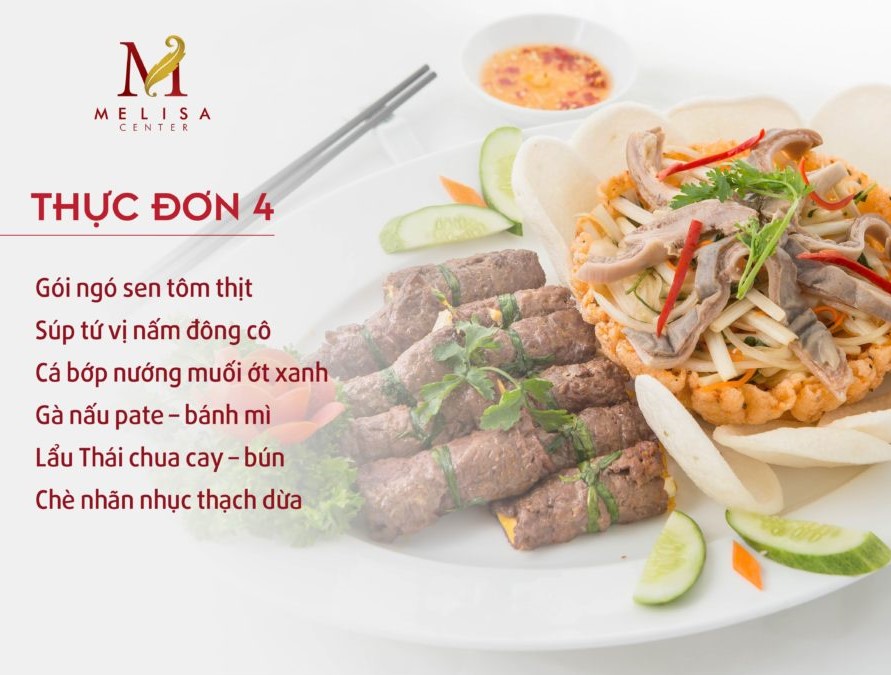 M
MELISA
CENTER
THỰC ĐƠN 4
Gói ngó sen tôm thịt
Súp tứ vị nấm đông cô
Cá bớp nướng muối ớt xanh
Gà nấu pate – bánh mì
Lẩu Thái chua cay – bún
Chè nhãn nhục thạch dừa